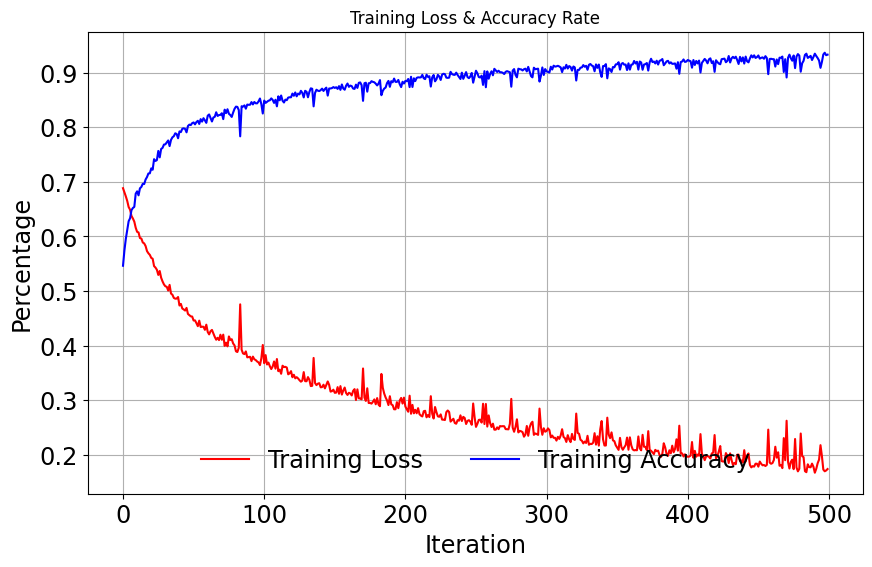 Training Loss & Accuracy Rate
0.9
0.8
0.7
0.6
0.5
0.4
0.3
0.2
Percentage
Training Loss
Training Accuracy
0 100 200 300 400 500
Iteration